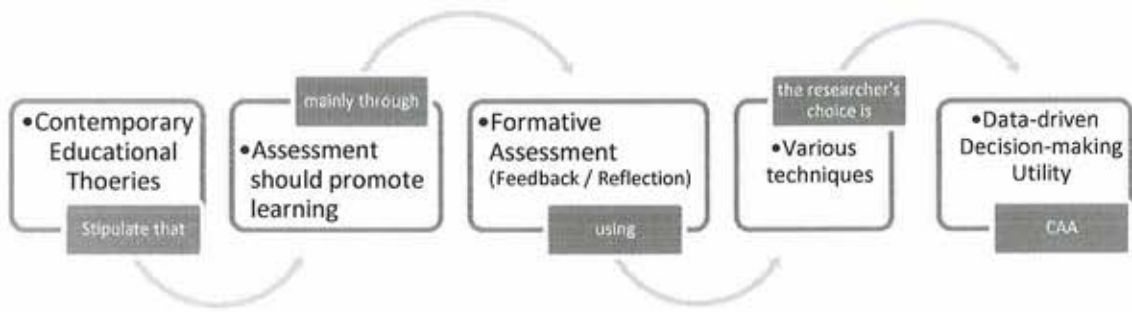 •Contemporary
Educational
Thoeries
Stipulate that
mainly through
•Assessment
should promote
learning
•Formative
Assessment
(Feedback / Reflection)
using
the researcher's
choice is
•Various
techniques
•Data-driven
Decision-making
Utility
CAA